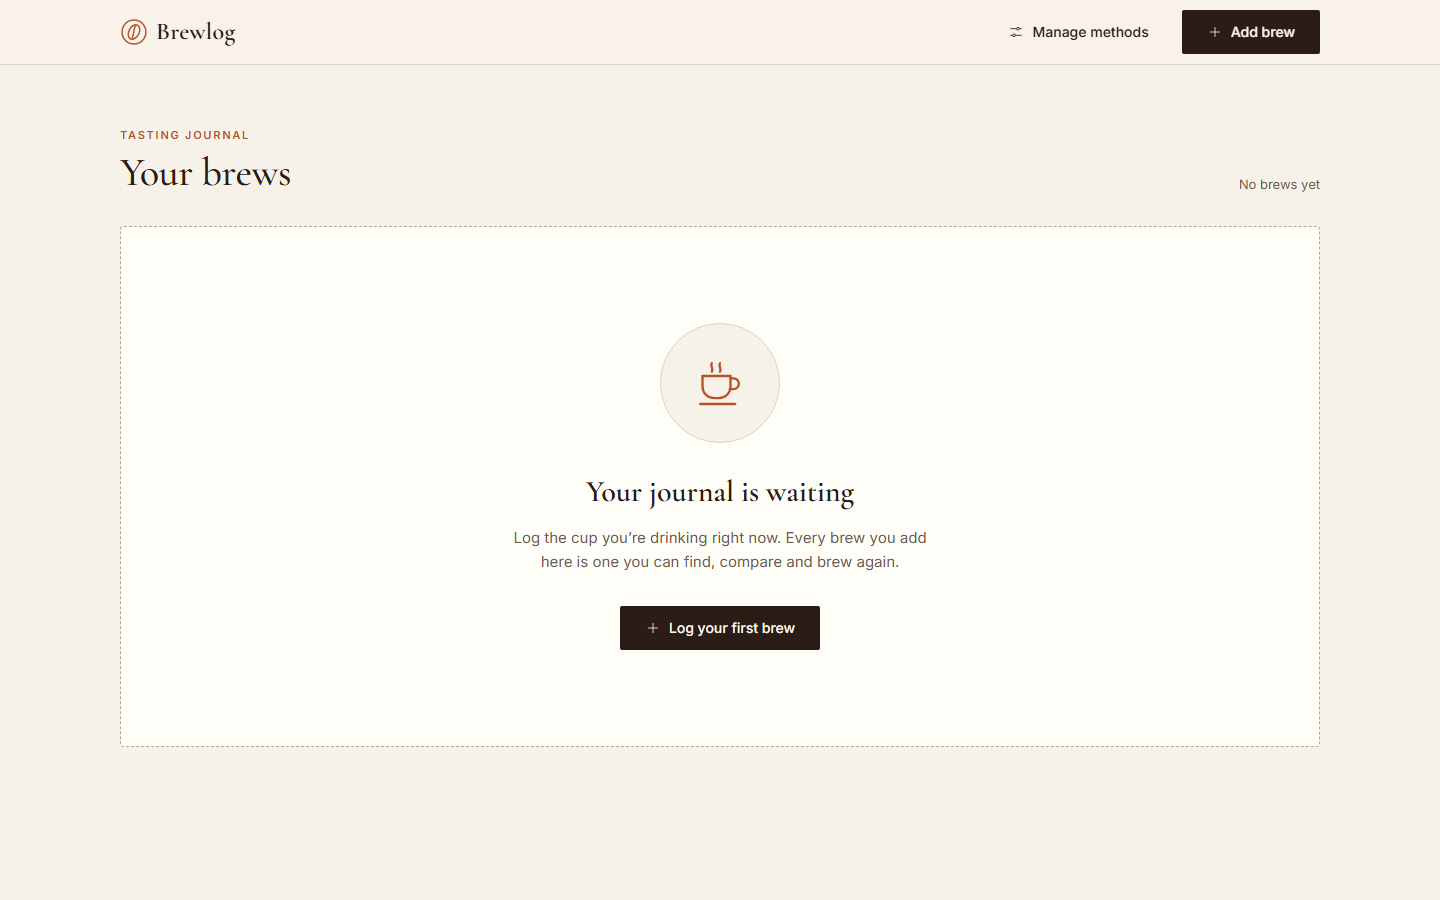 Brewlog
Manage methods
Add brew
TASTING JOURNAL
Your brews
No brews yet
Your journal is waiting
Log the cup you’re drinking right now. Every brew you add
here is one you can find, compare and brew again.
Log your first brew